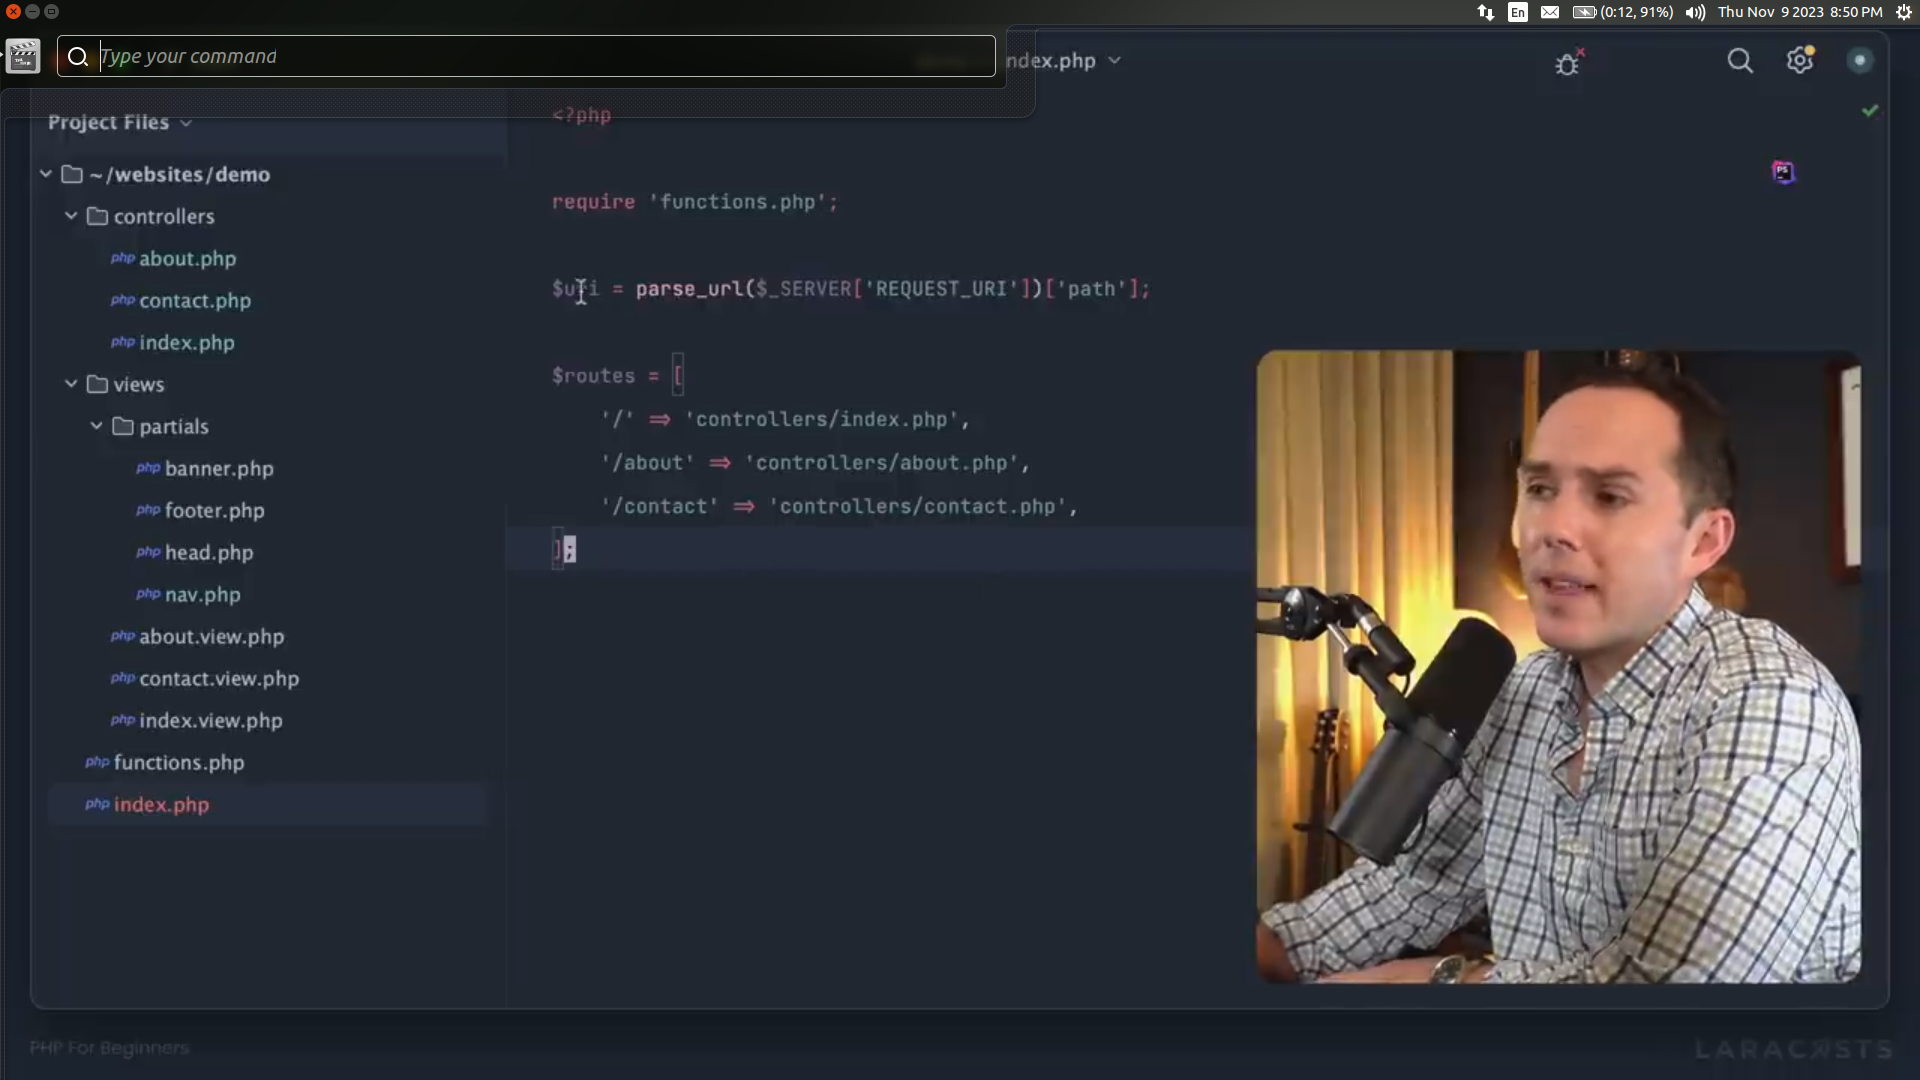 En
(0:12, 91%)
Thu Nov 9 2023 8:50 PM
Type your command
ndex.php
Project Files
~/websites/demo
controllers
php about.php
php contact.php
php index.php
views
partials
php banner.php
php footer.php
php head.php
php nav.php
php about.view.php
php contact.view.php
php index.view.php
php functions.php
php index.php
<?php
require 'functions.php';
$uri = parse_url($_SERVER['REQUEST_URI'])['path'];
$routes = [
'/' => 'controllers/index.php',
'/about' => 'controllers/about.php',
'/contact' => 'controllers/contact.php',
];
PS
PHP For Beginners
LARACASTS